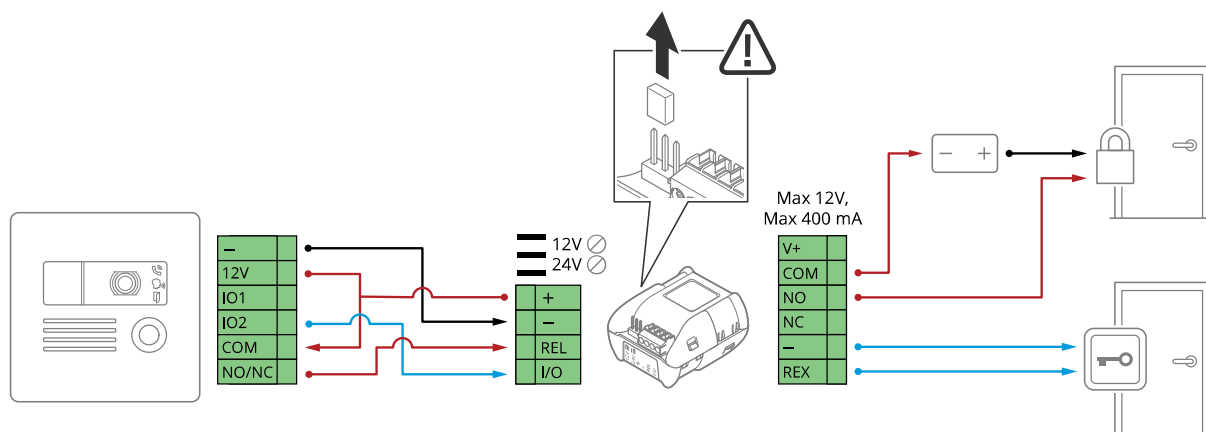 Max 12V,
Max 400 mA
–
12V
IO1
IO2
COM
NO/NC
12V
24V
+
–
REL
I/O
V+
COM
NO
NC
–
REX
– +